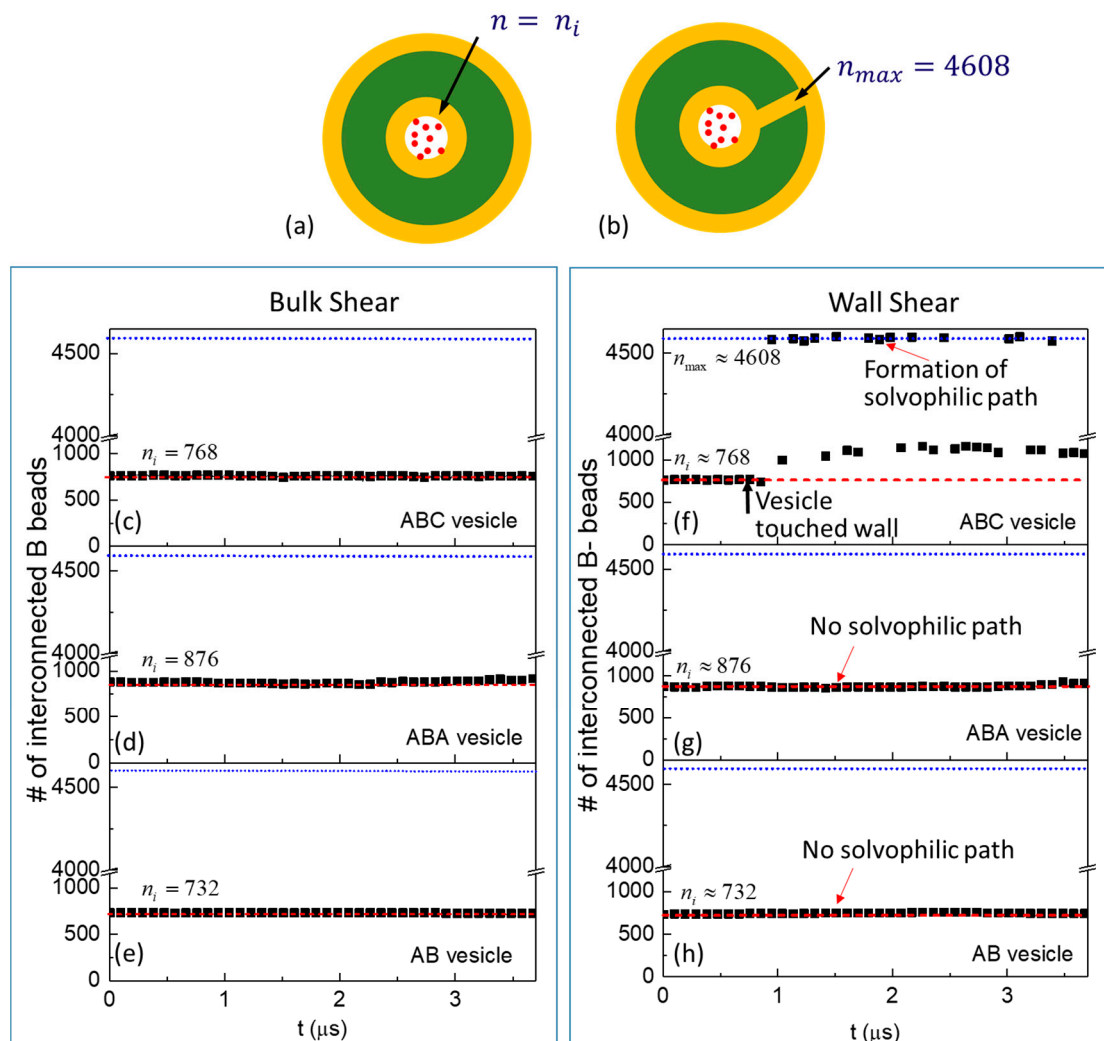 n = n_i
n_max = 4608
(a)
(b)
Bulk Shear
# of interconnected B beads
4500
4000
n_i = 768
1000
500
(c)
ABC vesicle
0
4500
4000
n_i = 876
1000
500
(d)
ABA vesicle
0
4500
4000
n_i = 732
1000
500
(e)
AB vesicle
0
0 1 2 3
t (μs)
Wall Shear
# of interconnected B- beads
4500
n_max ≈ 4608
Formation of
solvophilic path
4000
n_i ≈ 768
1000
500
Vesicle
touched wall
(f)
ABC vesicle
0
4500
No solvophilic path
4000
n_i ≈ 876
1000
500
(g)
ABA vesicle
0
4500
No solvophilic path
4000
n_i ≈ 732
1000
500
(h)
AB vesicle
0
0 1 2 3
t (μs)